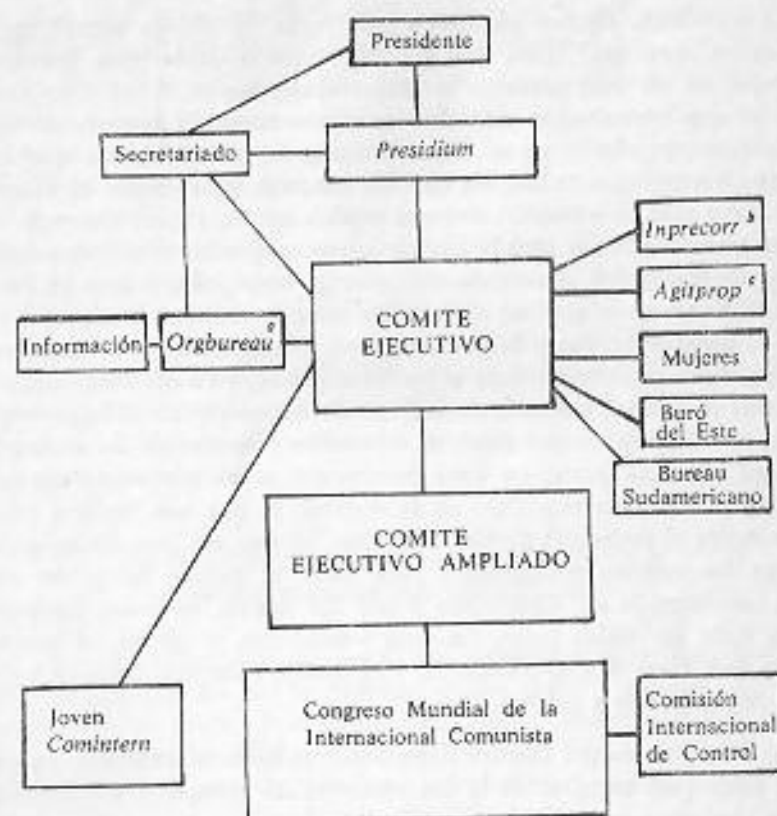 Presidente
Secretariado
Presidium
Inprecorr b
Agitprop c
COMITE
EJECUTIVO
Información
Orgbureau a
Mujeres
Buró
del Este
Bureau
Sudamericano
COMITE
EJECUTIVO AMPLIADO
Joven
Comintern
Congreso Mundial de la
Internacional Comunista
Comisión
Internacional
de Control